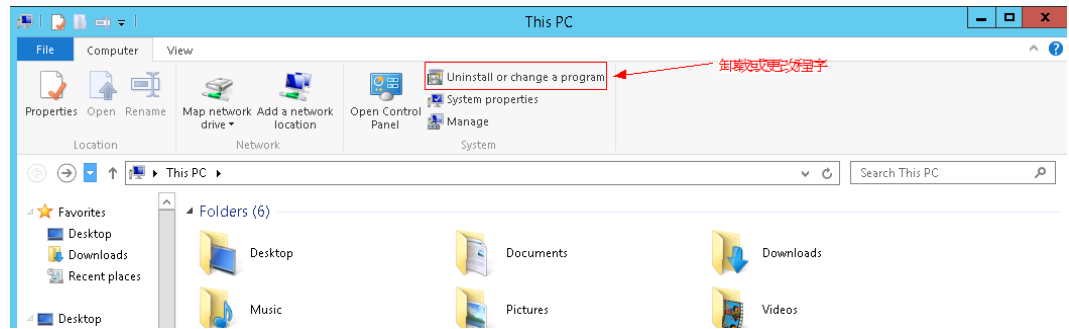 This PC
File Computer View
Uninstall or change a program
卸载或更改程序
System properties
Manage
Properties Open Rename
Map network drive
Add a network location
Open Control Panel
Location Network System
This PC
Search This PC
Favorites
Desktop
Downloads
Recent places
Desktop
Folders (6)
Desktop Documents Downloads
Music Pictures Videos